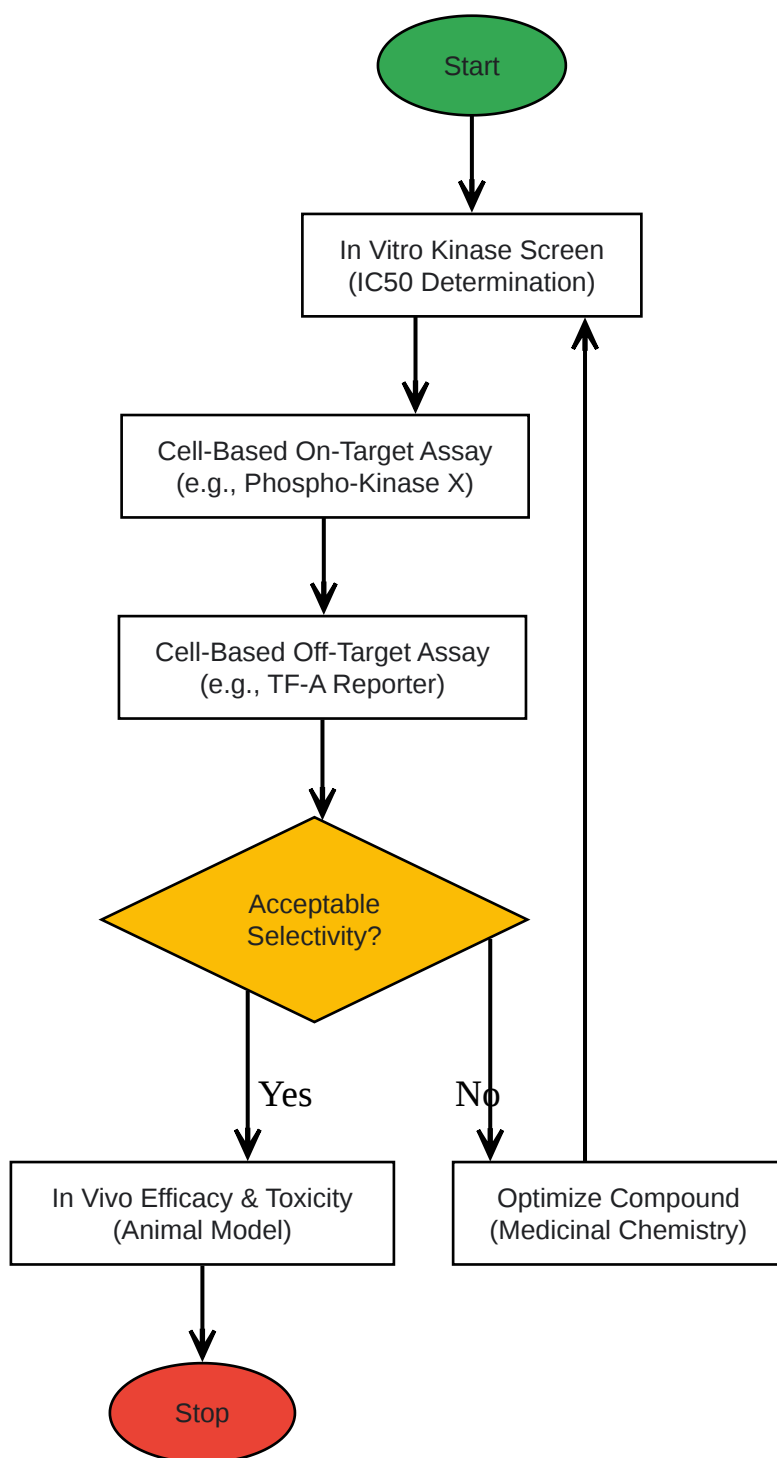 Start
In Vitro Kinase Screen
(IC50 Determination)
Cell-Based On-Target Assay
(e.g., Phospho-Kinase X)
Cell-Based Off-Target Assay
(e.g., TF-A Reporter)
Acceptable
Selectivity?
Yes
No
In Vivo Efficacy & Toxicity
(Animal Model)
Optimize Compound
(Medicinal Chemistry)
Stop